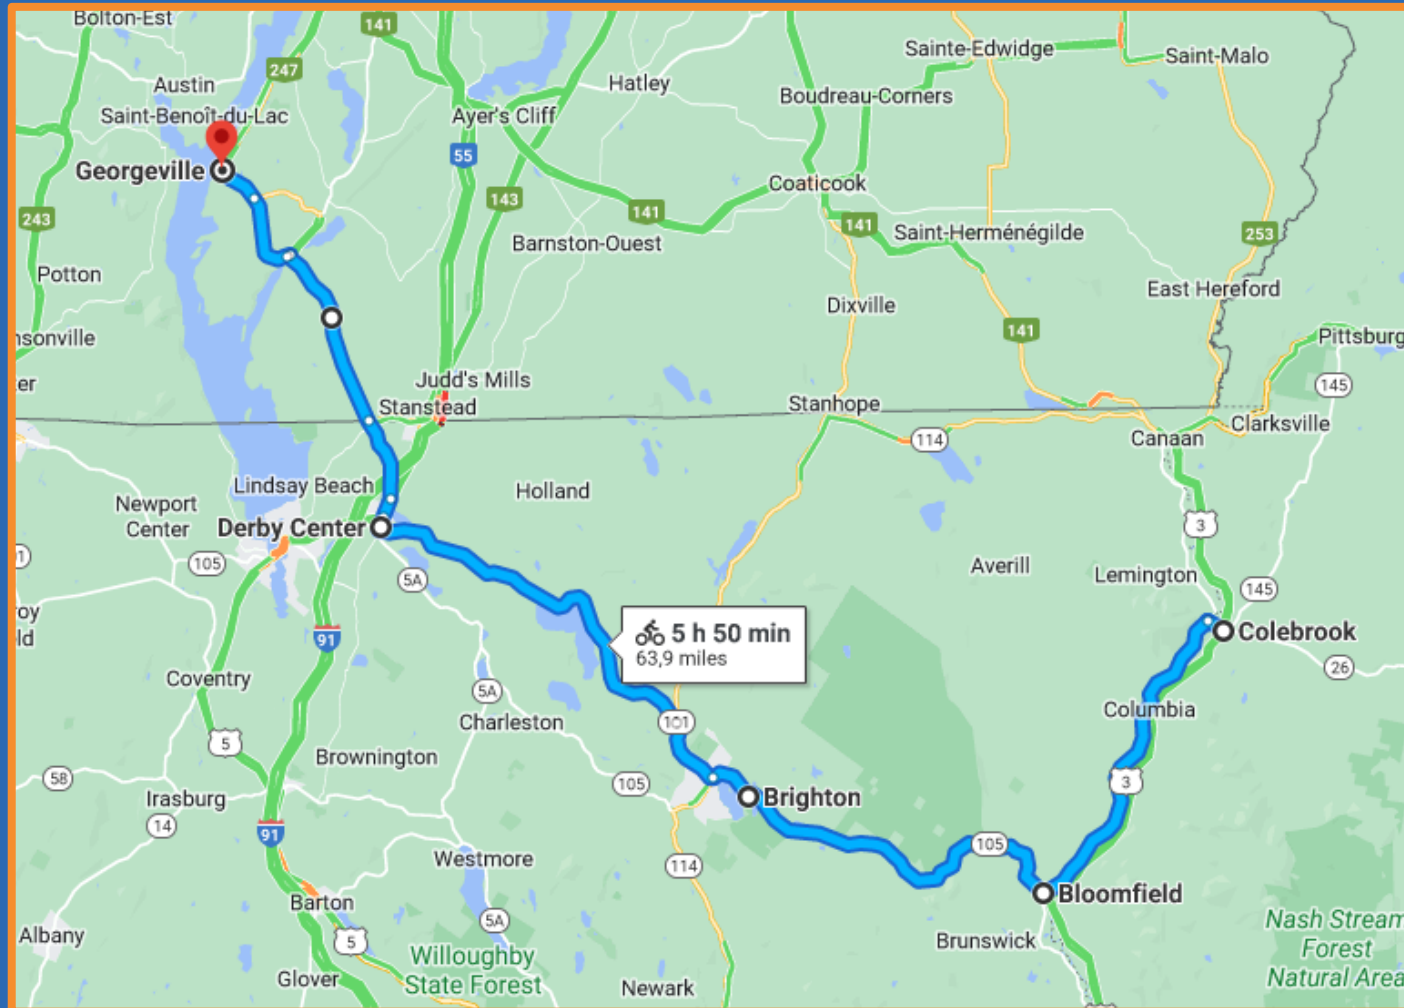 Bolton-Est
141
Sainte-Edwidge
Saint-Malo
247
Austin
Hatley
Boudreau-Corners
Saint-Benoît-du-Lac
Ayer's Cliff
55
Georgeville
Coaticook
143
141
243
141
Saint-Herménégilde
253
Barnston-Ouest
Potton
East Hereford
Dixville
141
nsonville
Pittsburg
er
Judd's Mills
145
Stanstead
Stanhope
Clarksville
114
Canaan
Lindsay Beach
Holland
Newport
Center
Derby Center
3
105
Averill
Lemington
5A
145
roy
ld
91
5 h 50 min
63,9 miles
Colebrook
26
Coventry
5A
Columbia
Charleston
101
5
Brownington
58
105
3
Irasburg
Brighton
14
91
105
Westmore
114
Bloomfield
Barton
5A
Nash Stream
Forest
Natural Area
Albany
5
Brunswick
Willoughby
State Forest
Glover
Newark